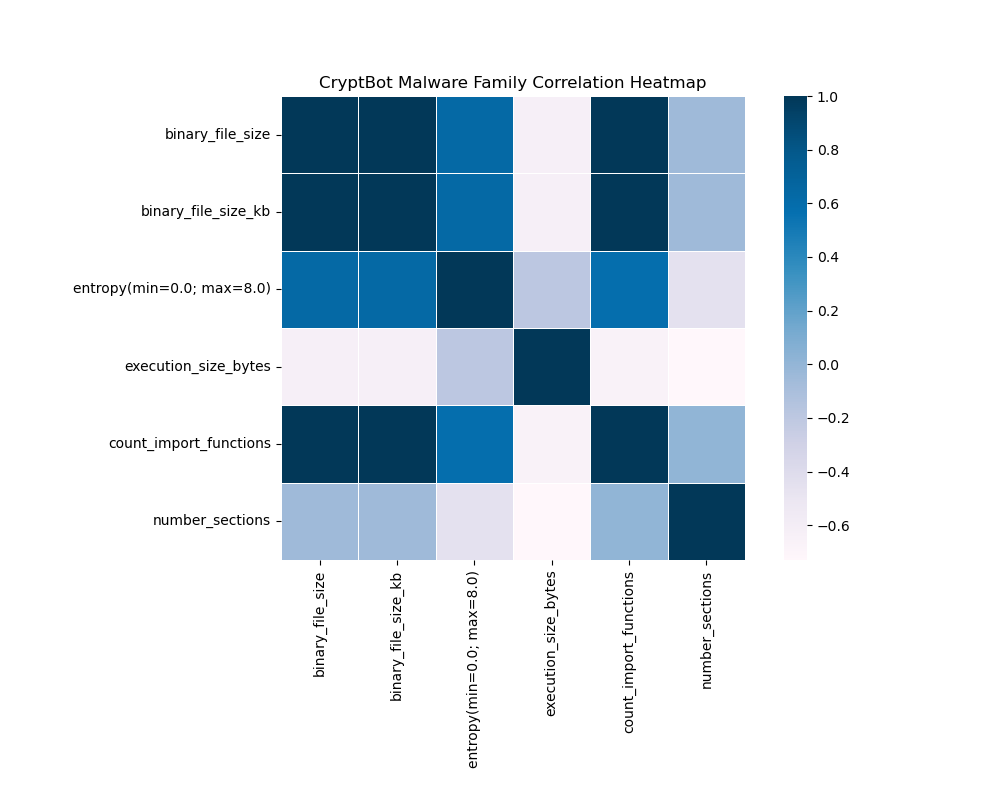 CryptBot Malware Family Correlation Heatmap
binary_file_size
binary_file_size_kb
entropy(min=0.0; max=8.0)
execution_size_bytes
count_import_functions
number_sections
binary_file_size
binary_file_size_kb
entropy(min=0.0; max=8.0)
execution_size_bytes
count_import_functions
number_sections
1.0
0.8
0.6
0.4
0.2
0.0
−0.2
−0.4
−0.6